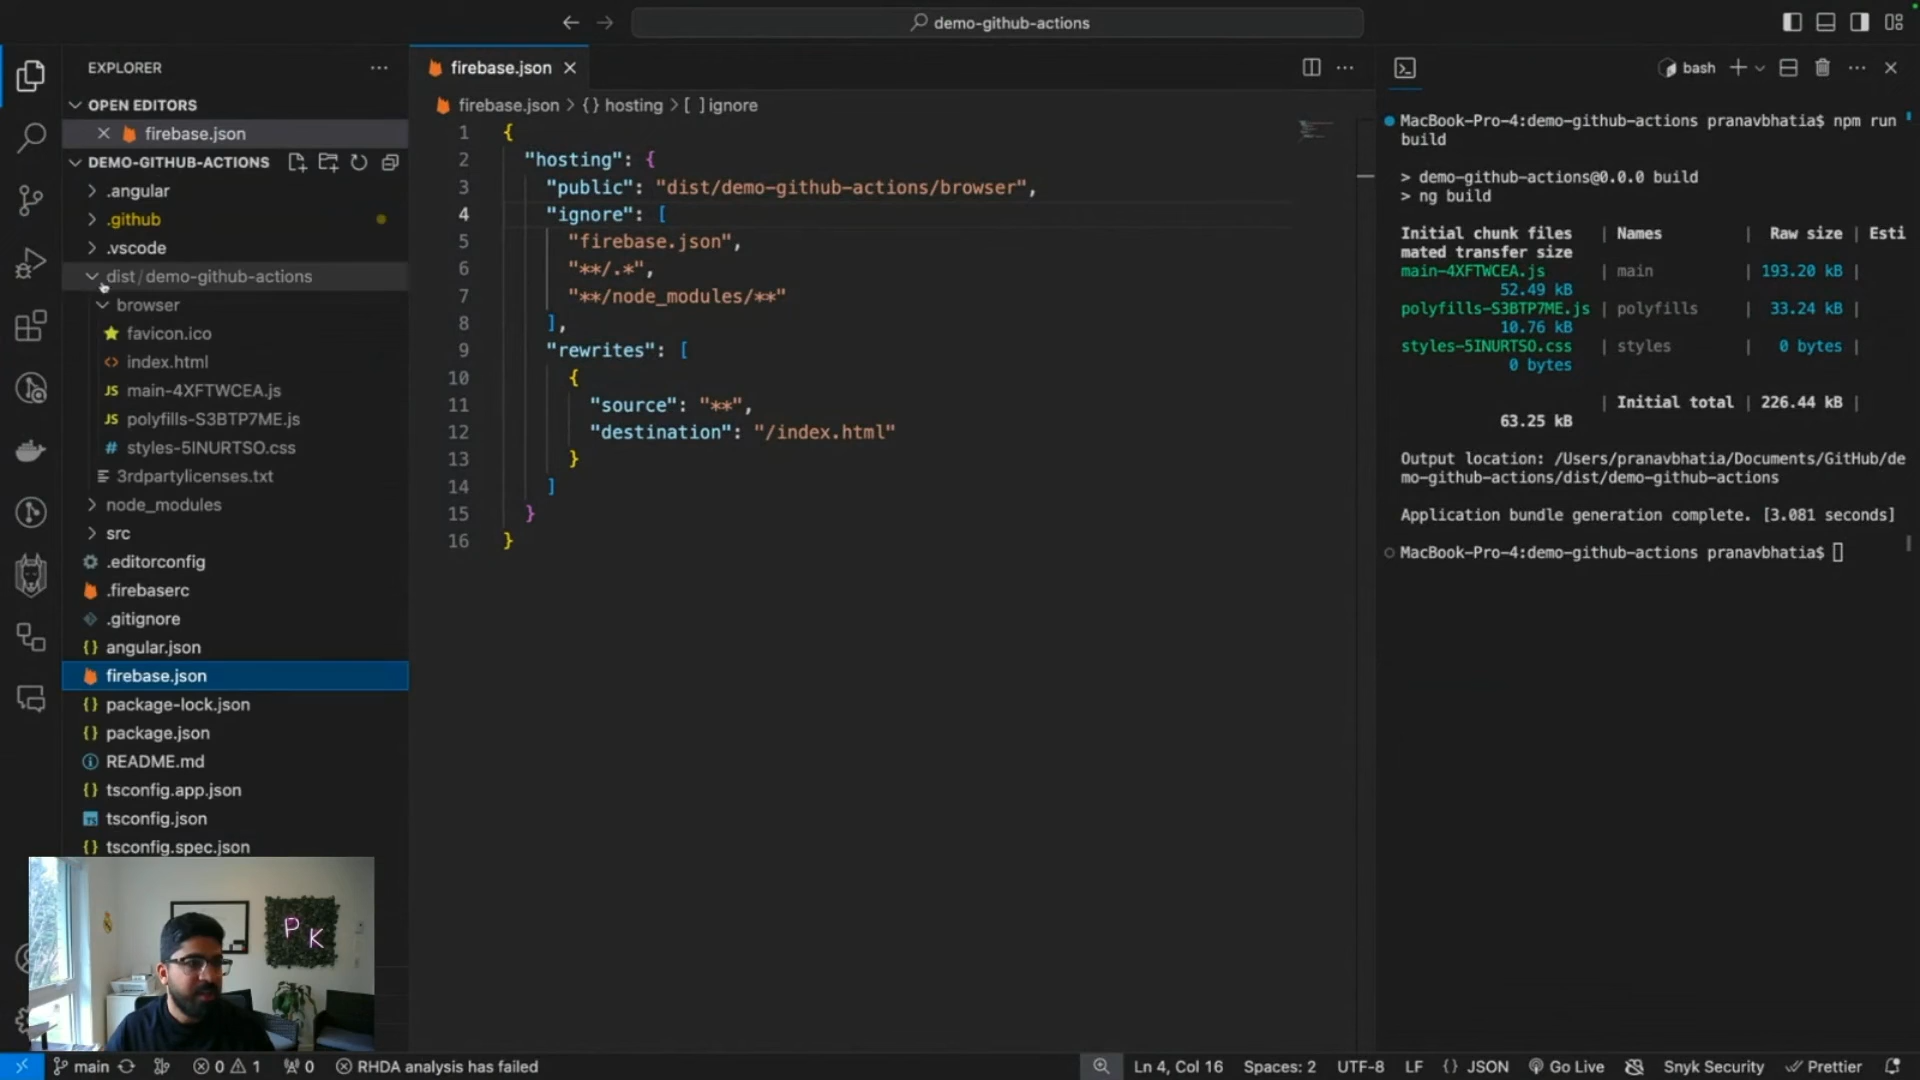 demo-github-actions
EXPLORER
OPEN EDITORS
firebase.json
DEMO-GITHUB-ACTIONS
.angular
.github
.vscode
dist / demo-github-actions
browser
favicon.ico
index.html
JS main-4XFTWCEA.js
JS polyfills-S3BTP7ME.js
# styles-5INURTSO.css
3rdpartylicenses.txt
node_modules
src
.editorconfig
.firebaserc
.gitignore
{} angular.json
firebase.json
{} package-lock.json
{} package.json
README.md
{} tsconfig.app.json
TS tsconfig.json
{} tsconfig.spec.json
P K
firebase.json
firebase.json > {} hosting > [ ] ignore
1 {
2 "hosting": {
3 "public": "dist/demo-github-actions/browser",
4 "ignore": [
5 "firebase.json",
6 "**/.*",
7 "**/node_modules/**"
8 ],
9 "rewrites": [
10 {
11 "source": "**",
12 "destination": "/index.html"
13 }
14 ]
15 }
16 }
bash
MacBook-Pro-4:demo-github-actions pranavbhatia$ npm run
build
> demo-github-actions@0.0.0 build
> ng build
Initial chunk files | Names | Raw size | Esti
mated transfer size
main-4XFTWCEA.js | main | 193.20 kB |
52.49 kB
polyfills-S3BTP7ME.js | polyfills | 33.24 kB |
10.76 kB
styles-5INURTSO.css | styles | 0 bytes |
0 bytes
| Initial total | 226.44 kB |
63.25 kB
Output location: /Users/pranavbhatia/Documents/GitHub/de
mo-github-actions/dist/demo-github-actions
Application bundle generation complete. [3.081 seconds]
MacBook-Pro-4:demo-github-actions pranavbhatia$
main 0 1 0 RHDA analysis has failed Ln 4, Col 16 Spaces: 2 UTF-8 LF {} JSON Go Live Snyk Security Prettier